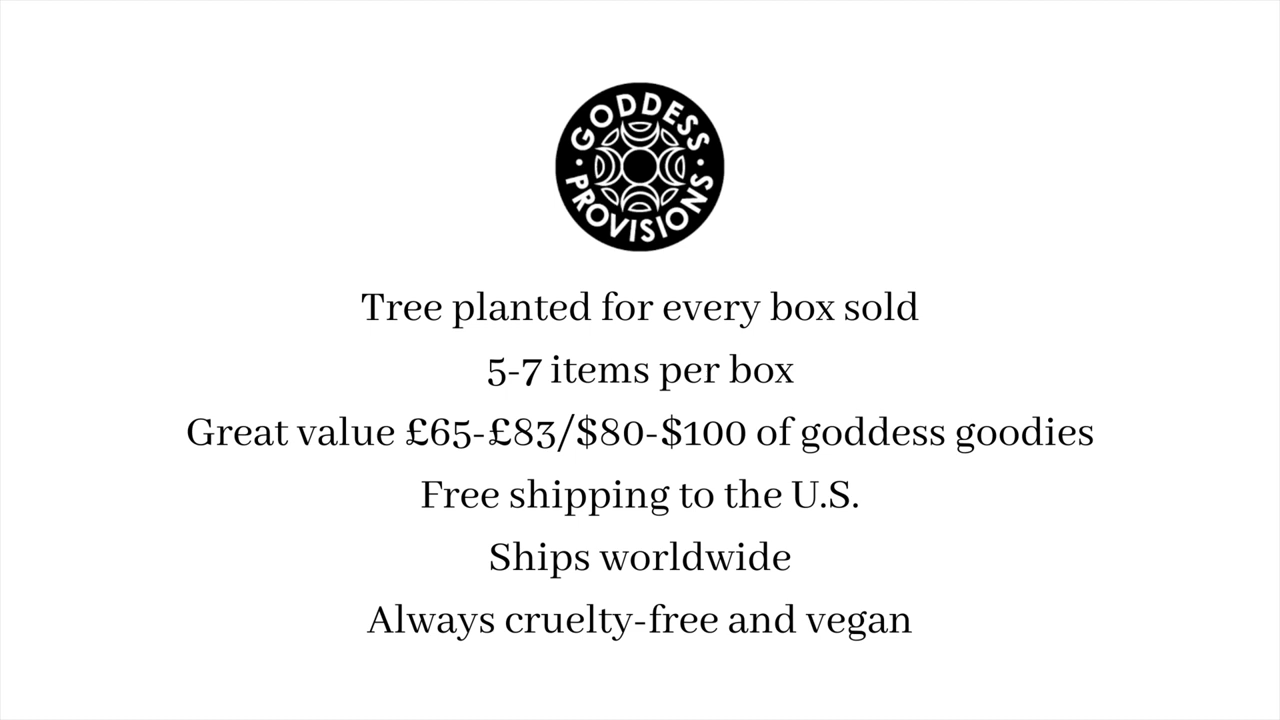 GODDESS
PROVISIONS
Tree planted for every box sold
5-7 items per box
Great value £65-£83/$80-$100 of goddess goodies
Free shipping to the U.S.
Ships worldwide
Always cruelty-free and vegan